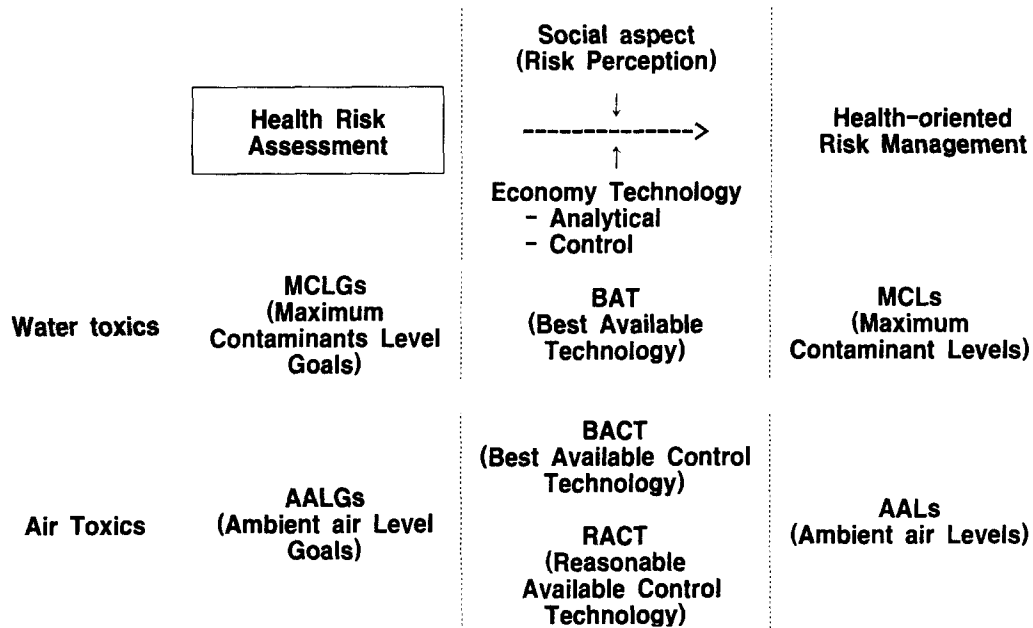 Social aspect
(Risk Perception)
Health Risk
Assessment
Health-oriented
Risk Management
Economy Technology
- Analytical
- Control
Water toxics
MCLGs
(Maximum
Contaminants Level
Goals)
BAT
(Best Available
Technology)
MCLs
(Maximum
Contaminant Levels)
Air Toxics
AALGs
(Ambient air Level
Goals)
BACT
(Best Available Control
Technology)
RACT
(Reasonable
Available Control
Technology)
AALs
(Ambient air Levels)